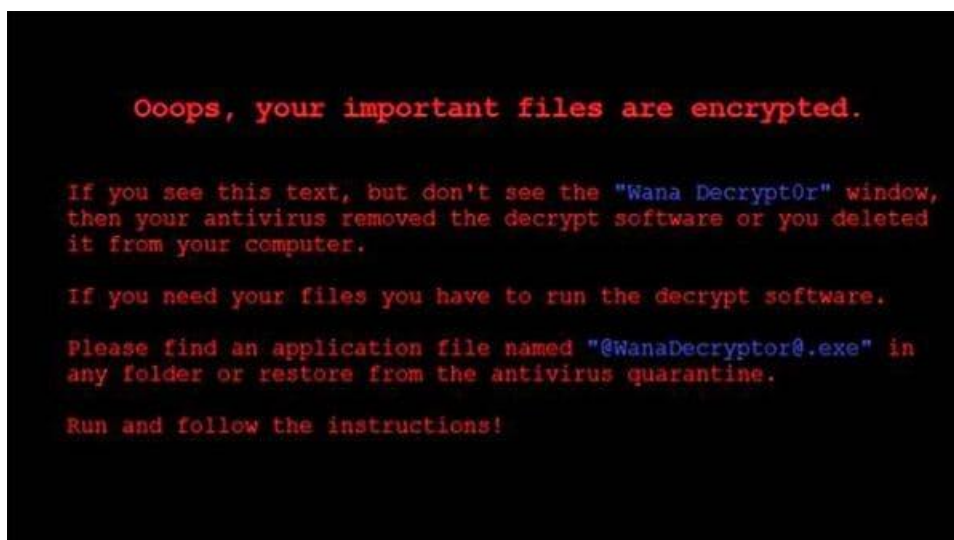 Ooops, your important files are encrypted.
If you see this text, but don't see the "Wana Decrypt0r" window,
then your antivirus removed the decrypt software or you deleted
it from your computer.
If you need your files you have to run the decrypt software.
Please find an application file named "@WanaDecryptor@.exe" in
any folder or restore from the antivirus quarantine.
Run and follow the instructions!